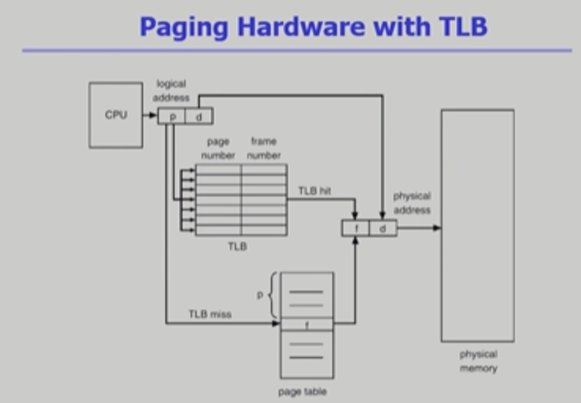 Paging Hardware with TLB
logical
address
CPU
p d
page frame
number number
TLB hit
physical
address
f d
TLB
p
TLB miss
f
page table
physical
memory